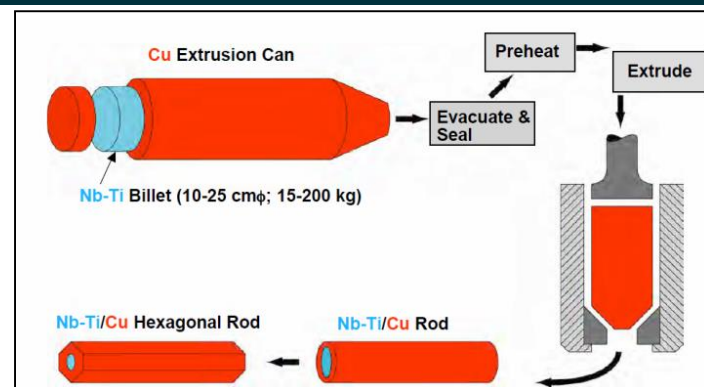 Cu Extrusion Can
Preheat
Extrude
Evacuate &
Seal
Nb-Ti Billet (10-25 cmϕ; 15-200 kg)
Nb-Ti/Cu Hexagonal Rod
Nb-Ti/Cu Rod